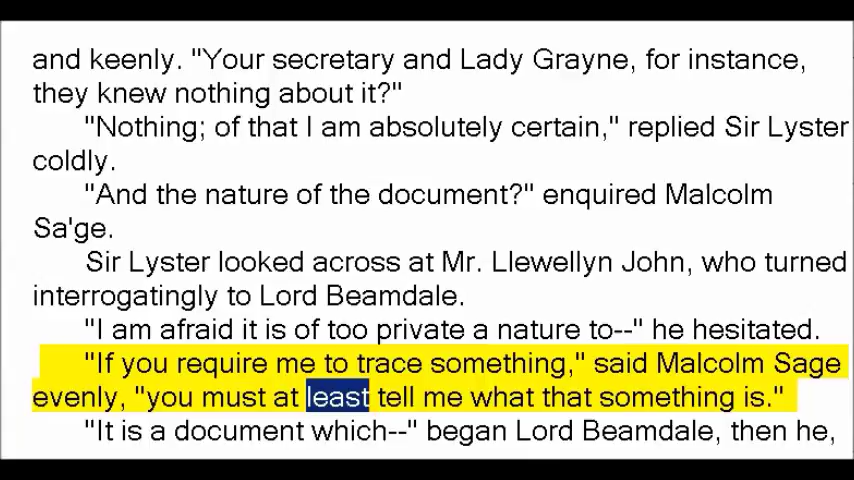 and keenly. "Your secretary and Lady Grayne, for instance,
they knew nothing about it?"
"Nothing; of that I am absolutely certain," replied Sir Lyster
coldly.
"And the nature of the document?" enquired Malcolm
Sa'ge.
Sir Lyster looked across at Mr. Llewellyn John, who turned
interrogatingly to Lord Beamdale.
"I am afraid it is of too private a nature to--" he hesitated.
"If you require me to trace something," said Malcolm Sage
evenly, "you must at least tell me what that something is."
"It is a document which--" began Lord Beamdale, then he,